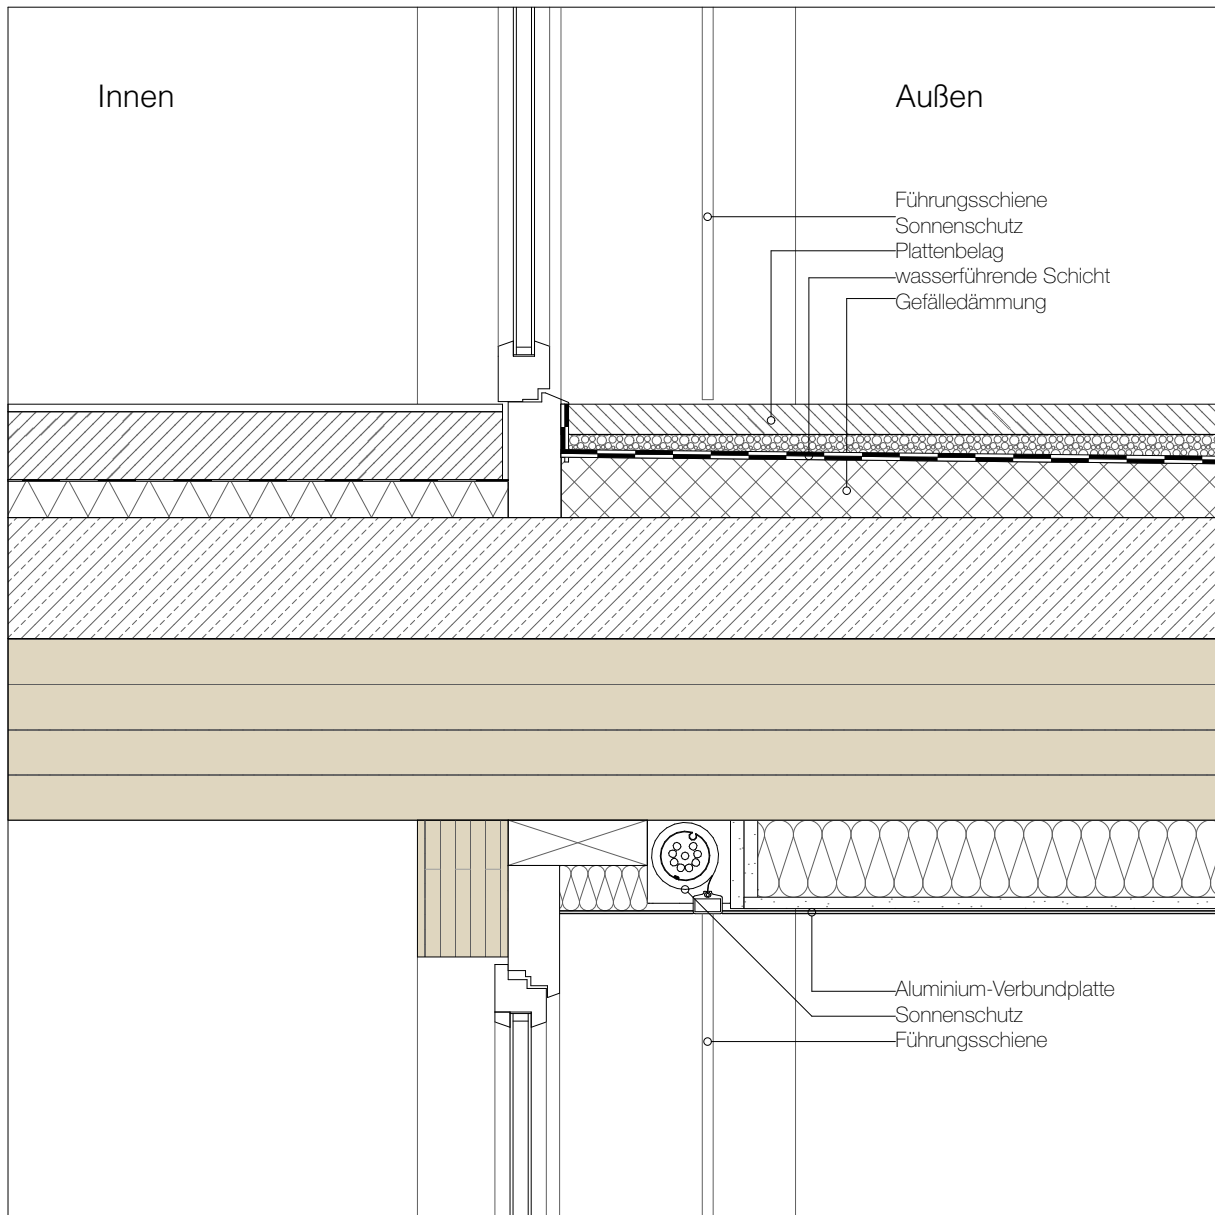 Innen
Außen
Führungsschiene
Sonnenschutz
Plattenbelag
wasserführende Schicht
Gefälledämmung
Aluminium-Verbundplatte
Sonnenschutz
Führungsschiene